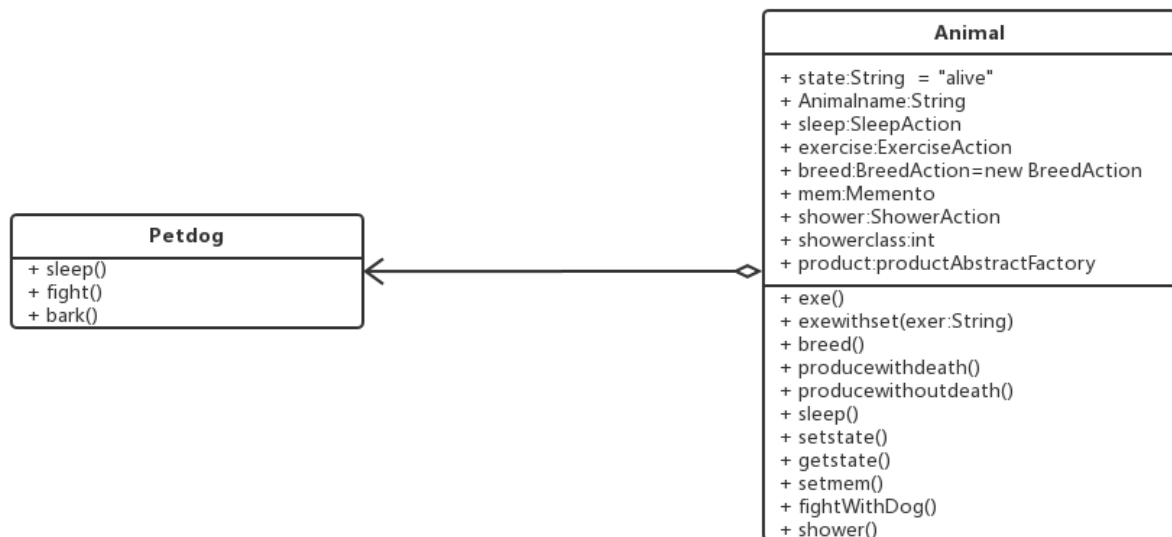 Animal
+ state:String = "alive"
+ Animalname:String
+ sleep:SleepAction
+ exercise:ExerciseAction
+ breed:BreedAction=new BreedAction
+ mem:Memento
+ shower:ShowerAction
+ showerclass:int
+ product:productAbstractFactory
+ exe()
+ exewithset(exer:String)
+ breed()
+ producewithdeath()
+ producewithoutdeath()
+ sleep()
+ setstate()
+ getstate()
+ setmem()
+ fightWithDog()
+ shower()
Petdog
+ sleep()
+ fight()
+ bark()